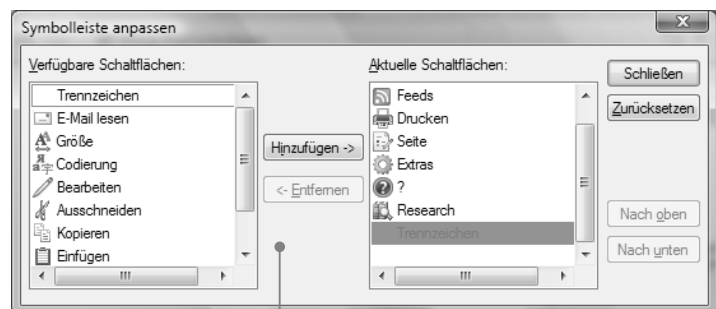 Symbolleiste anpassen
Verfügbare Schaltflächen:
Trennzeichen
E-Mail lesen
Größe
Codierung
Bearbeiten
Ausschneiden
Kopieren
Einfügen
Hinzufügen ->
<- Entfernen
Aktuelle Schaltflächen:
Feeds
Drucken
Seite
Extras
?
Research
Trennzeichen
Schließen
Zurücksetzen
Nach oben
Nach unten